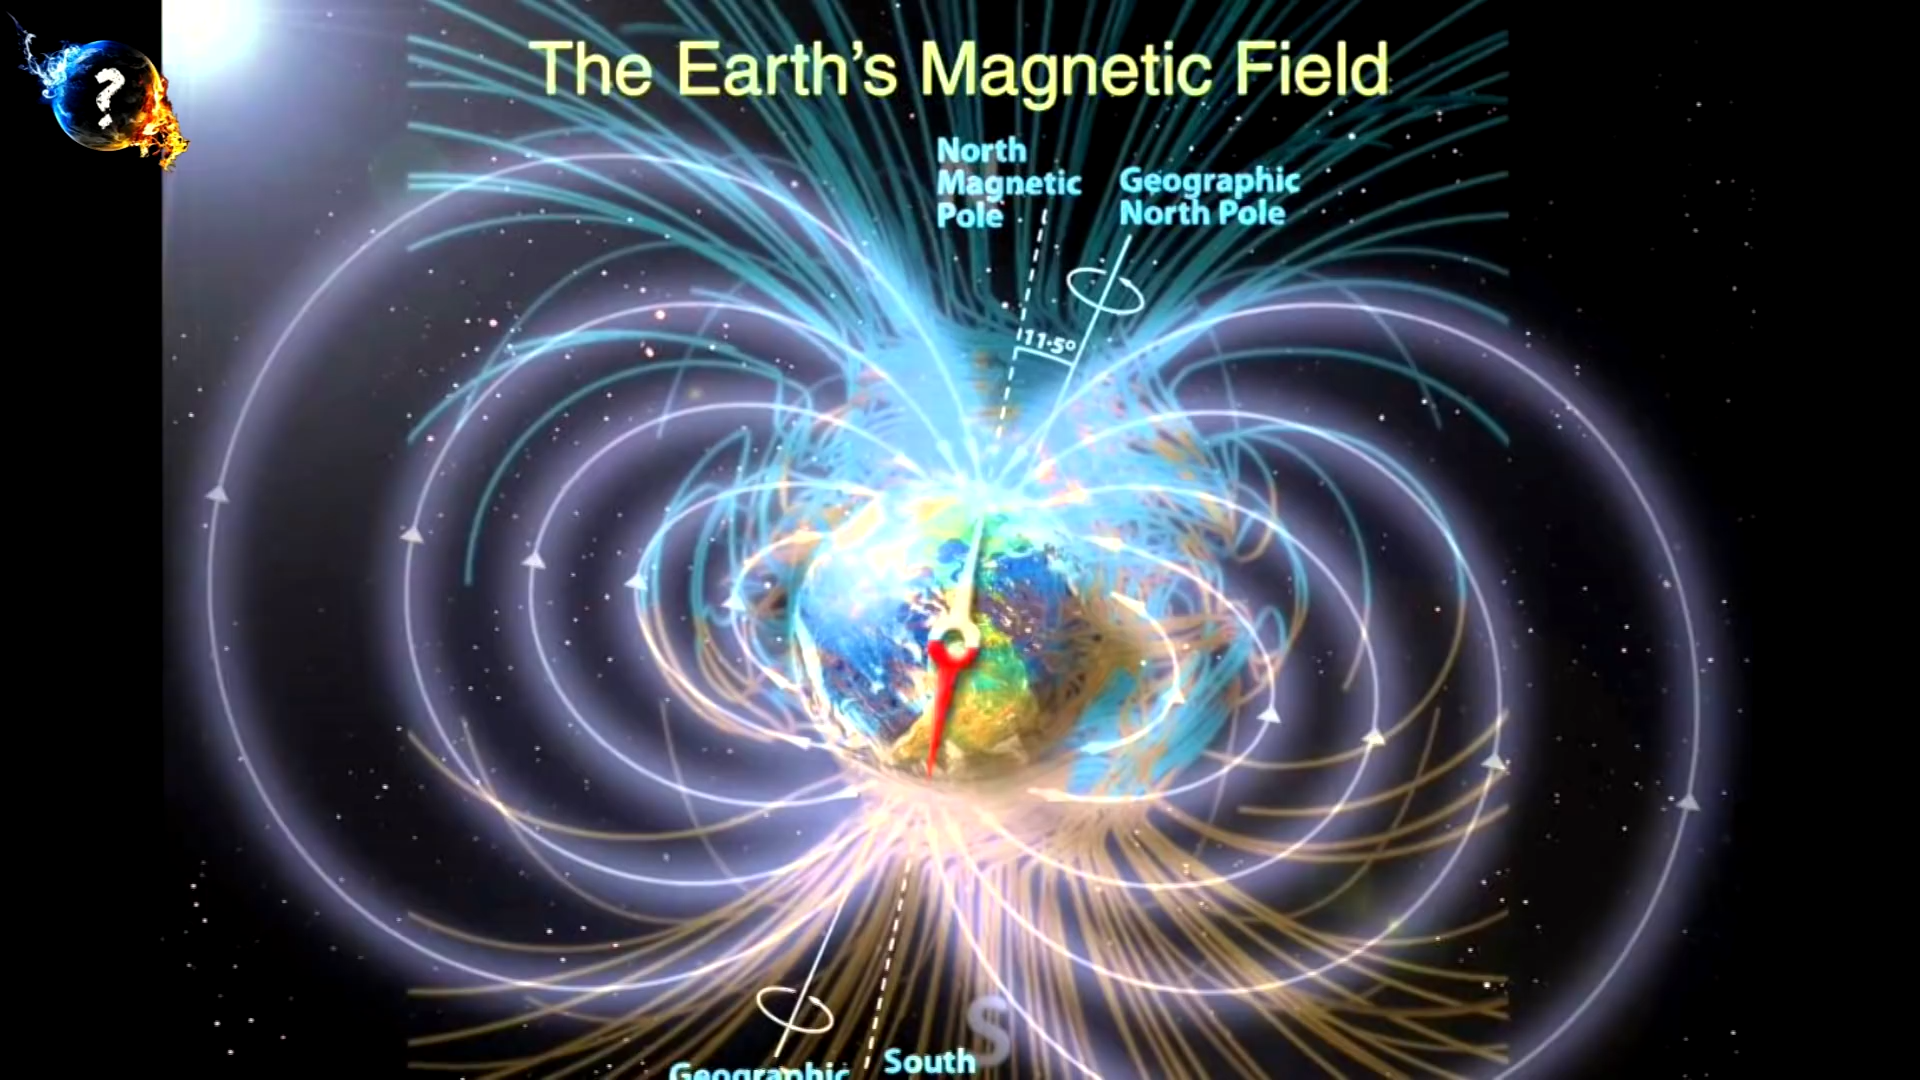 ?
The Earth's Magnetic Field
North
Magnetic
Pole
Geographic
North Pole
11·5°
S
Geographic
South